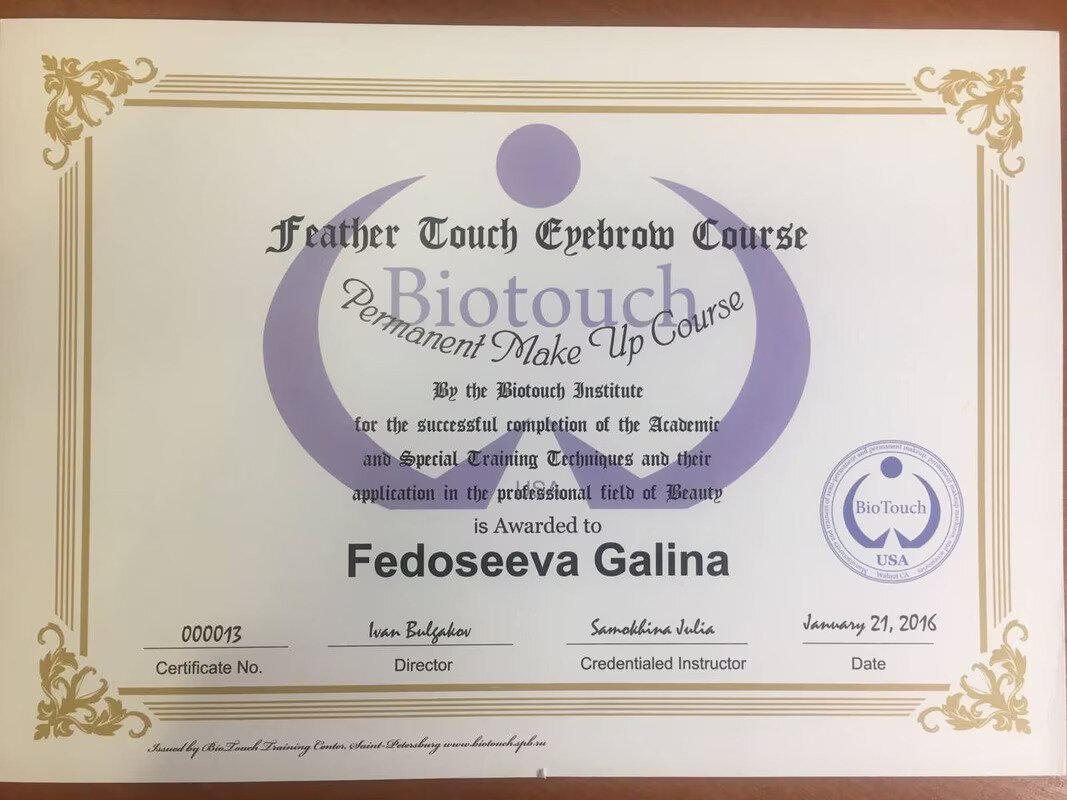 Feather Touch Eyebrow Course
Biotouch
Permanent Make Up Course
By the Biotouch Institute
for the successful completion of the Academic
and Special Training Techniques and their
USA
application in the professional field of Beauty
is Awarded to
Fedoseeva Galina
BioTouch
USA
Walnut CA
000013
Certificate No.
Ivan Bulgakov
Director
Samokhina Julia
Credentialed Instructor
January 21, 2016
Date
Issued by BioTouch Training Center, Saint-Petersburg www.biotouch.spb.ru